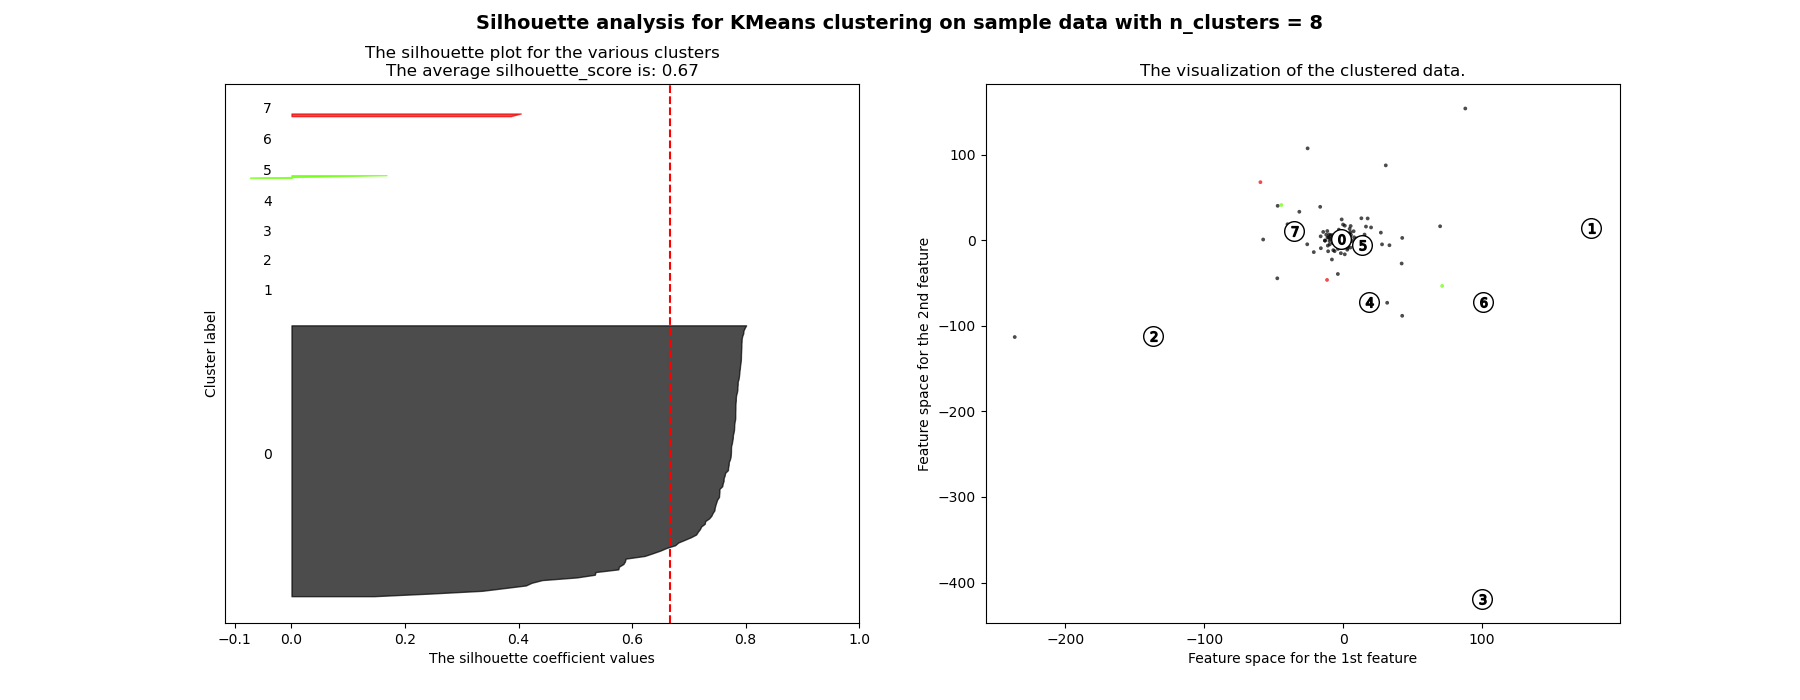 Silhouette analysis for KMeans clustering on sample data with n_clusters = 8
The silhouette plot for the various clusters
The average silhouette_score is: 0.67
7
6
5
4
3
2
1
0
Cluster label
−0.1 0.0 0.2 0.4 0.6 0.8 1.0
The silhouette coefficient values
The visualization of the clustered data.
100
0
−100
−200
−300
−400
Feature space for the 2nd feature
1
7 0 5
4 6
2
3
−200 −100 0 100
Feature space for the 1st feature